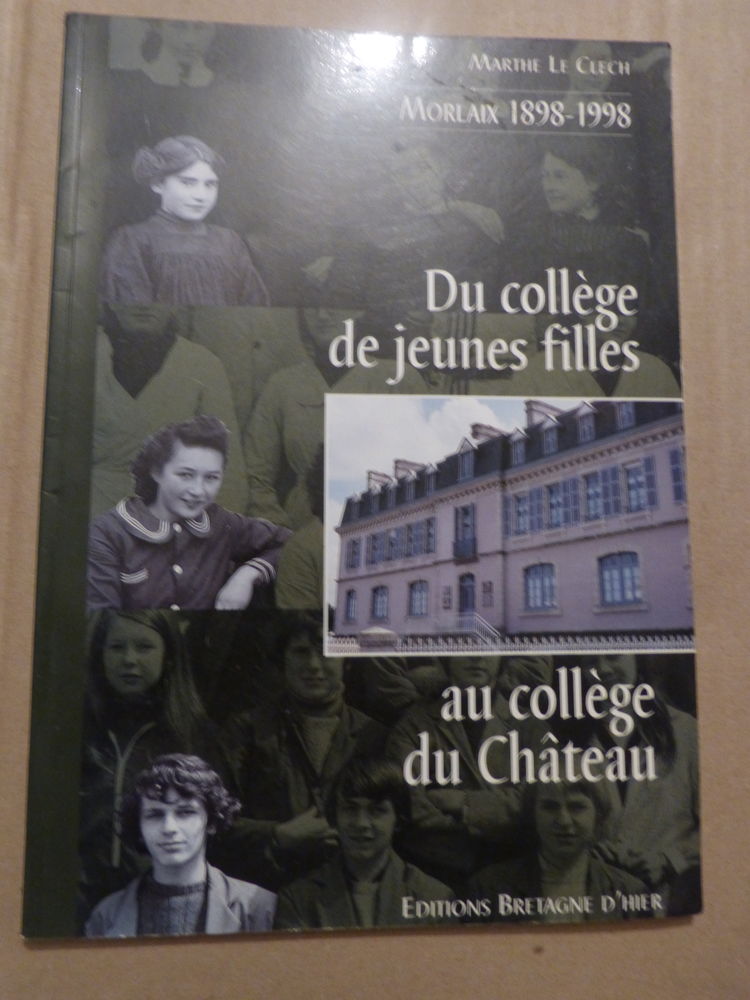 MARTHE LE CLECH
MORLAIX 1898-1998
Du collège
de jeunes filles
au collège
du Château
EDITIONS BRETAGNE D'HIER